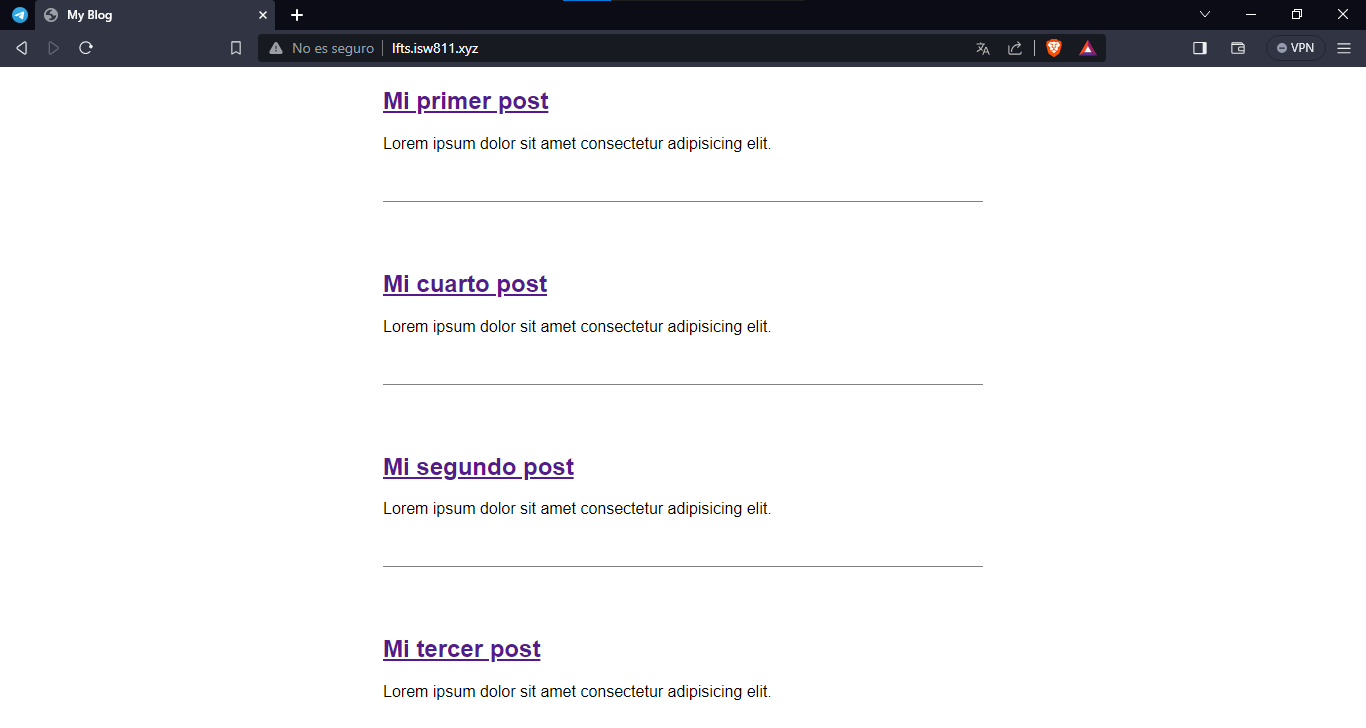 My Blog
No es seguro lfts.isw811.xyz
VPN
Mi primer post
Lorem ipsum dolor sit amet consectetur adipisicing elit.
Mi cuarto post
Lorem ipsum dolor sit amet consectetur adipisicing elit.
Mi segundo post
Lorem ipsum dolor sit amet consectetur adipisicing elit.
Mi tercer post
Lorem ipsum dolor sit amet consectetur adipisicing elit.